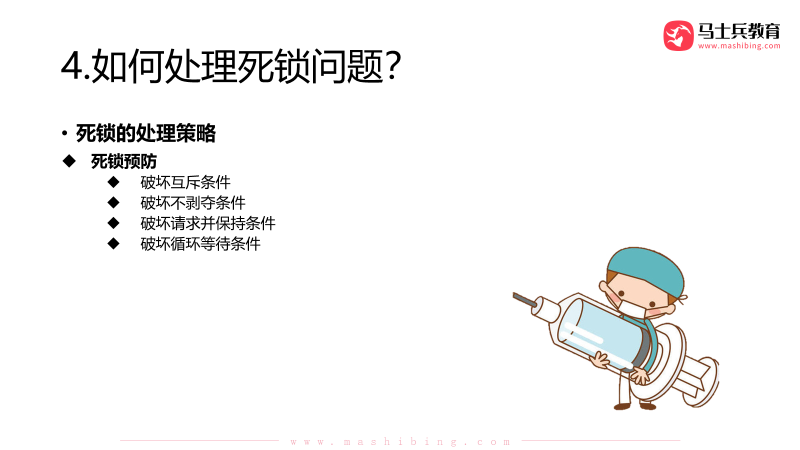 马士兵教育
www.mashibing.com
4.如何处理死锁问题？
• 死锁的处理策略
◆ 死锁预防
◆ 破坏互斥条件
◆ 破坏不剥夺条件
◆ 破坏请求并保持条件
◆ 破坏循环等待条件
www.mashibing.com